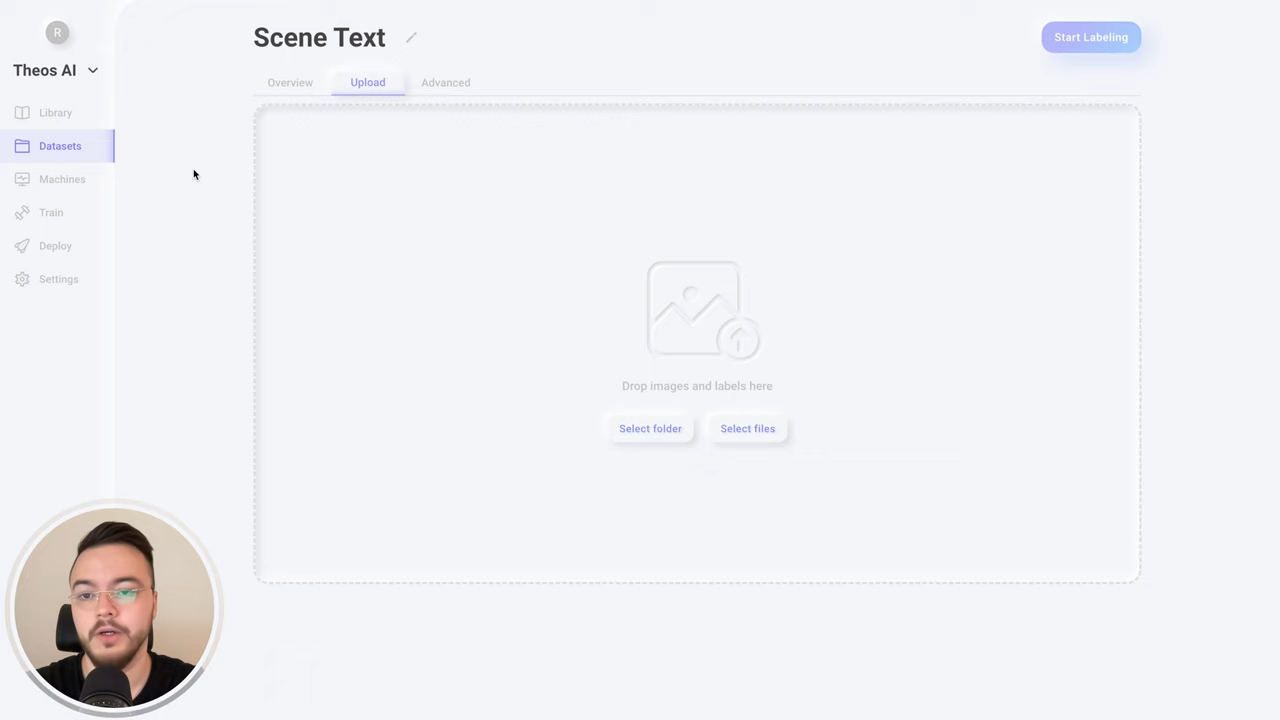 R
Theos AI
Library
Datasets
Machines
Train
Deploy
Settings
Scene Text
Start Labeling
Overview
Upload
Advanced
Drop images and labels here
Select folder
Select files